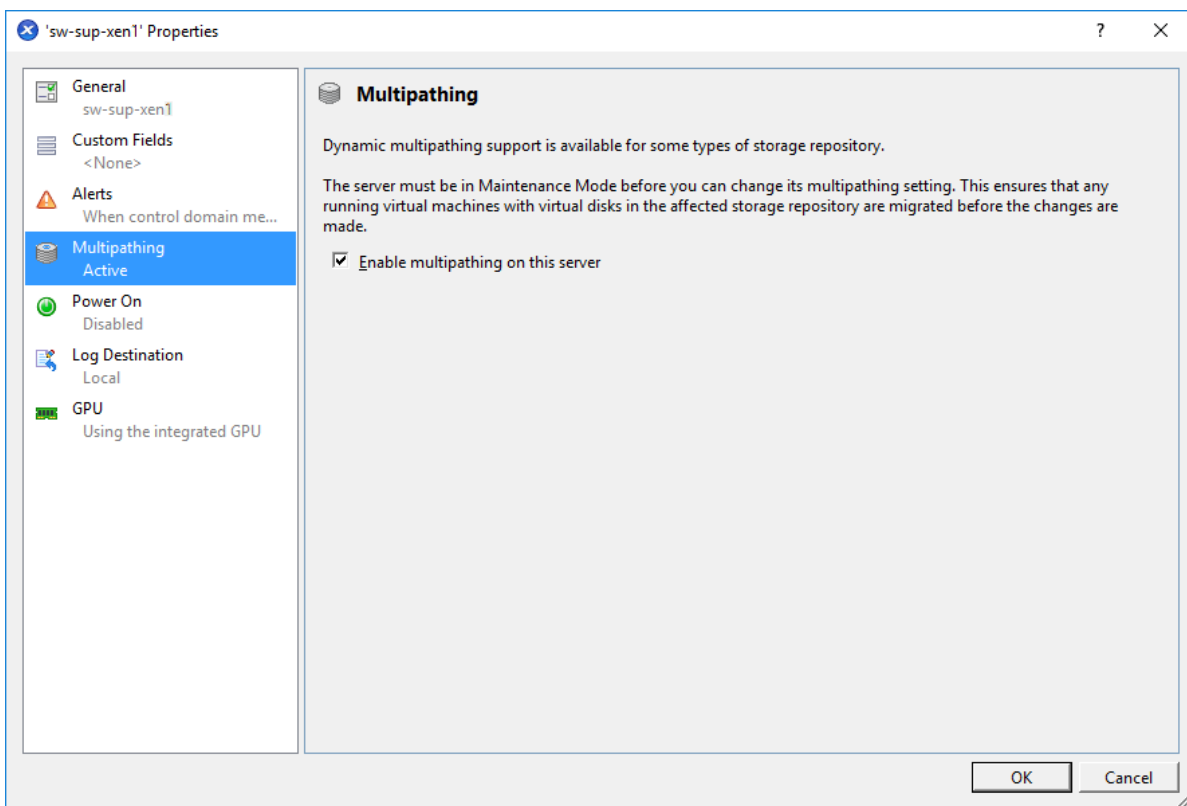 'sw-sup-xen1' Properties
?
General
sw-sup-xen1
Custom Fields
<None>
Alerts
When control domain me...
Multipathing
Active
Power On
Disabled
Log Destination
Local
GPU
Using the integrated GPU
Multipathing
Dynamic multipathing support is available for some types of storage repository.
The server must be in Maintenance Mode before you can change its multipathing setting. This ensures that any
running virtual machines with virtual disks in the affected storage repository are migrated before the changes are
made.
Enable multipathing on this server
OK
Cancel